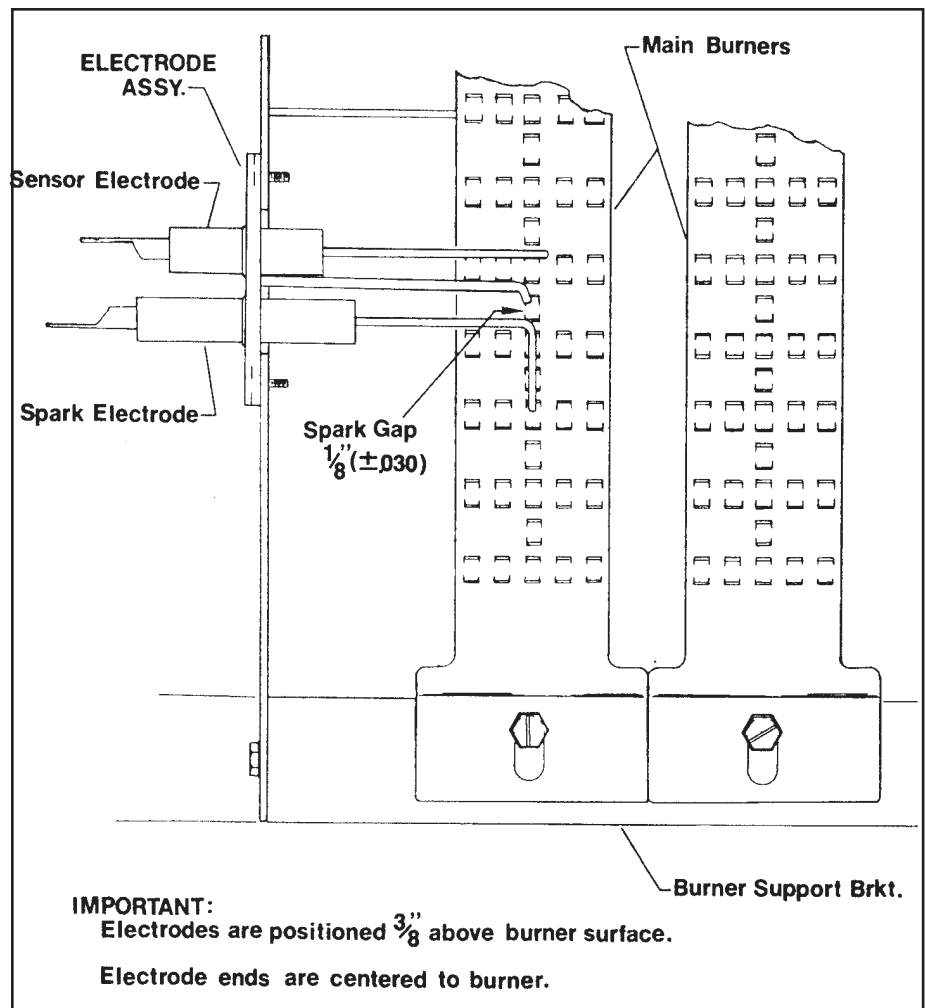 ELECTRODE
ASSY.
Main Burners
Sensor Electrode
Spark Electrode
Spark Gap
1/8"(±.030)
Burner Support Brkt.
IMPORTANT:
Electrodes are positioned 3/8" above burner surface.
Electrode ends are centered to burner.